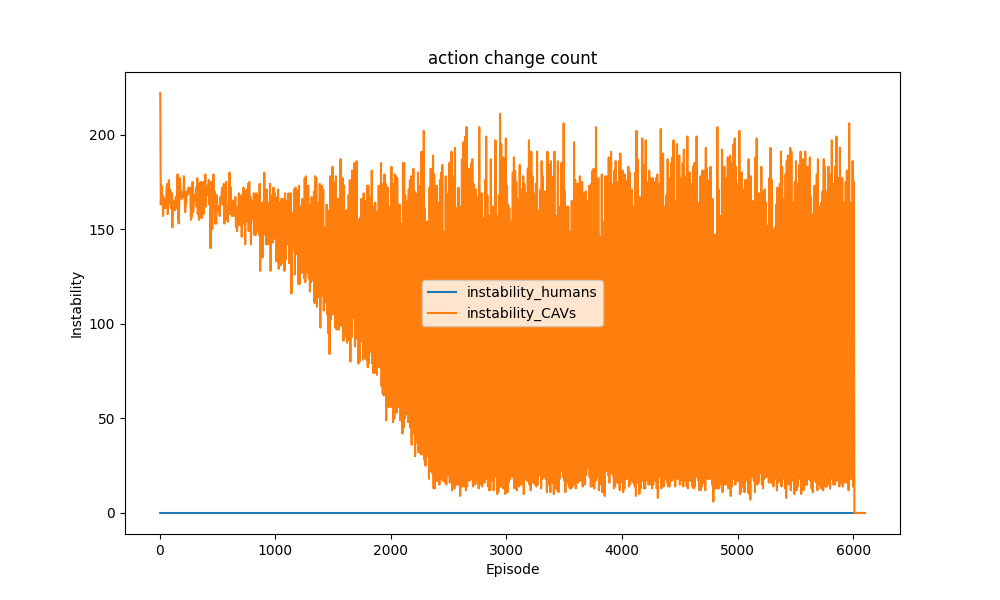 action change count
200
150
100
50
0
Instability
instability_humans
instability_CAVs
0 1000 2000 3000 4000 5000 6000
Episode